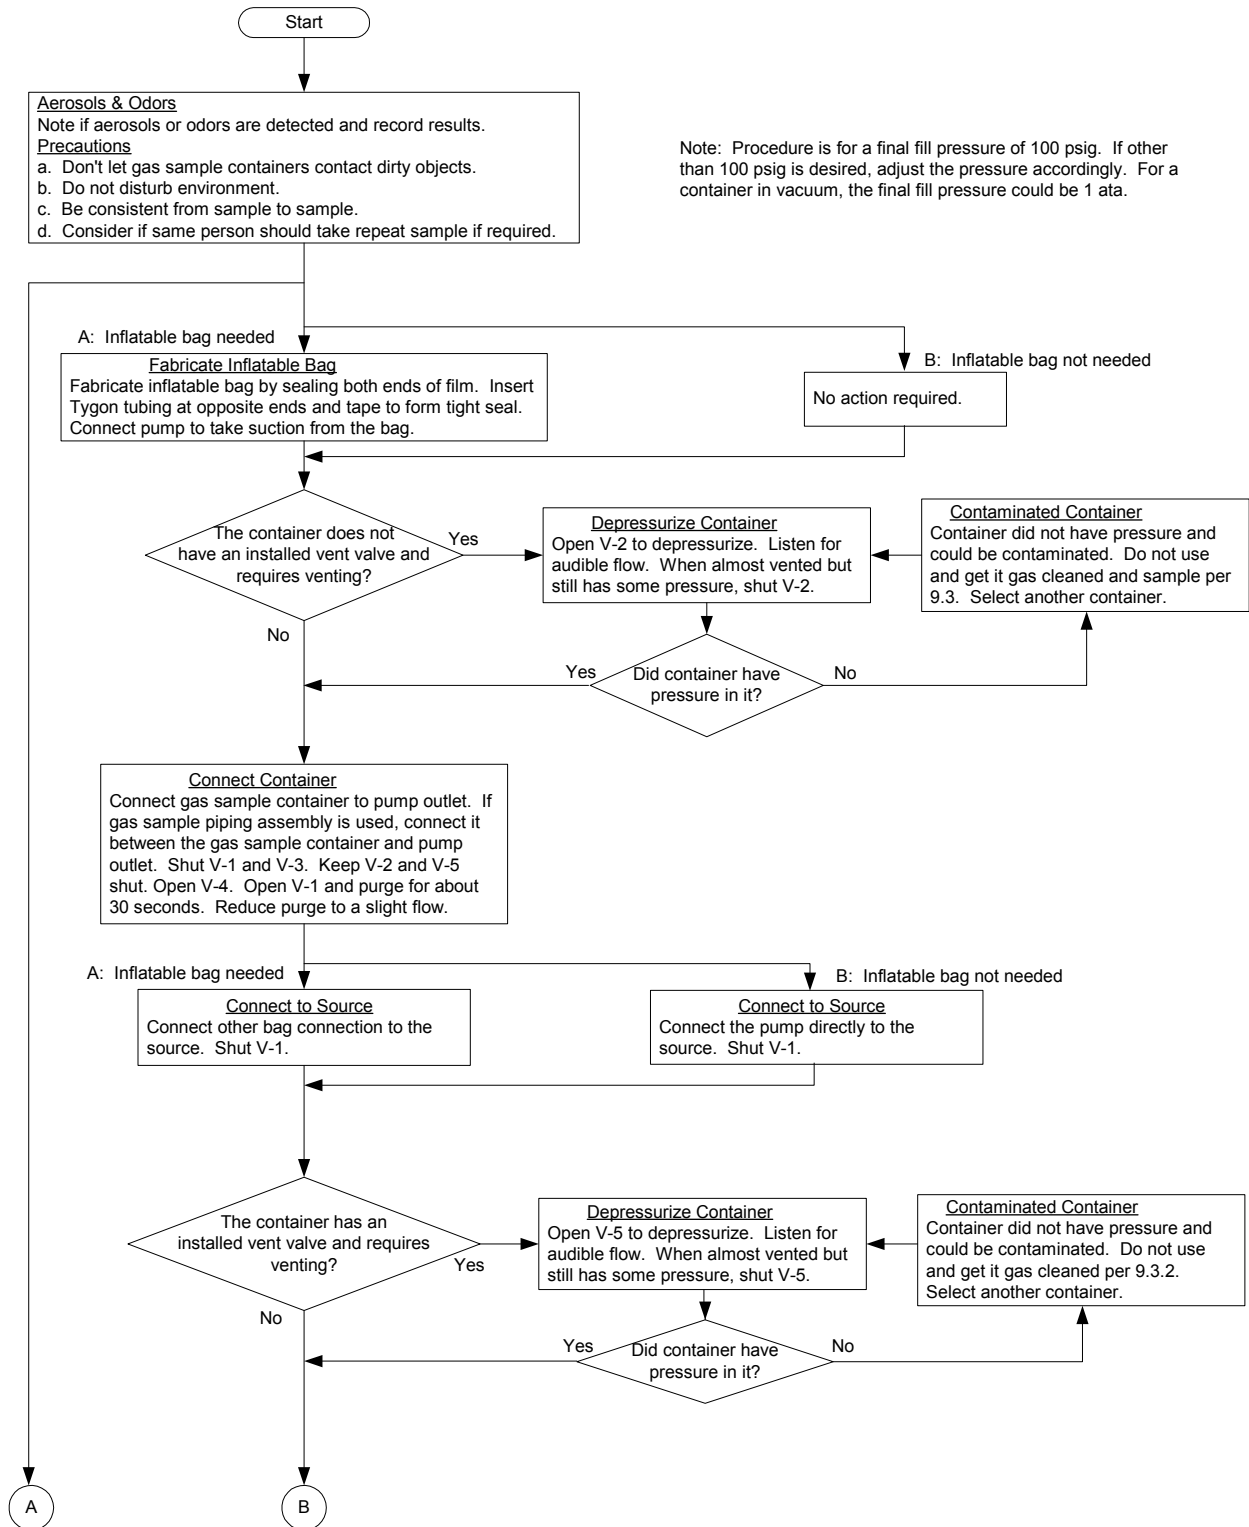 Start
Aerosols & Odors
Note if aerosols or odors are detected and record results.
Precautions
a. Don't let gas sample containers contact dirty objects.
b. Do not disturb environment.
c. Be consistent from sample to sample.
d. Consider if same person should take repeat sample if required.
Note: Procedure is for a final fill pressure of 100 psig. If other
than 100 psig is desired, adjust the pressure accordingly. For a
container in vacuum, the final fill pressure could be 1 ata.
A: Inflatable bag needed
Fabricate Inflatable Bag
Fabricate inflatable bag by sealing both ends of film. Insert
Tygon tubing at opposite ends and tape to form tight seal.
Connect pump to take suction from the bag.
B: Inflatable bag not needed
No action required.
The container does not
have an installed vent valve and
requires venting?
Yes
No
Depressurize Container
Open V-2 to depressurize. Listen for
audible flow. When almost vented but
still has some pressure, shut V-2.
Contaminated Container
Container did not have pressure and
could be contaminated. Do not use
and get it gas cleaned and sample per
9.3. Select another container.
Did container have
pressure in it?
Yes
No
Connect Container
Connect gas sample container to pump outlet. If
gas sample piping assembly is used, connect it
between the gas sample container and pump
outlet. Shut V-1 and V-3. Keep V-2 and V-5
shut. Open V-4. Open V-1 and purge for about
30 seconds. Reduce purge to a slight flow.
A: Inflatable bag needed
Connect to Source
Connect other bag connection to the
source. Shut V-1.
B: Inflatable bag not needed
Connect to Source
Connect the pump directly to the
source. Shut V-1.
The container has an
installed vent valve and requires
venting?
Yes
No
Depressurize Container
Open V-5 to depressurize. Listen for
audible flow. When almost vented but
still has some pressure, shut V-5.
Contaminated Container
Container did not have pressure and
could be contaminated. Do not use
and get it gas cleaned per 9.3.2.
Select another container.
Did container have
pressure in it?
Yes
No
A
B